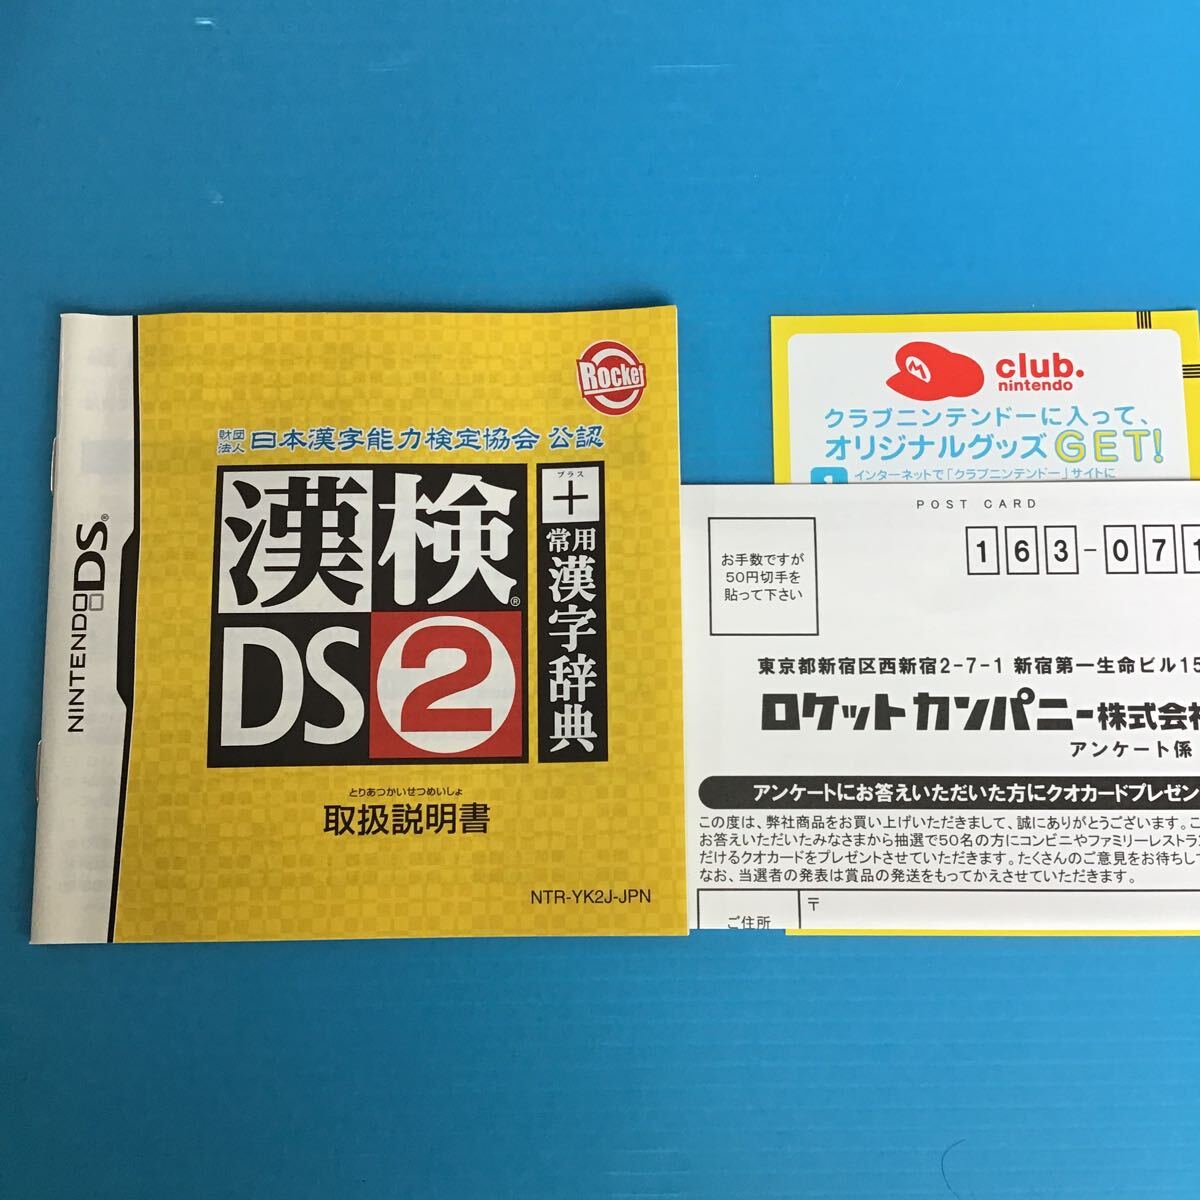 NINTENDODS®
Rocket
財団法人 日本漢字能力検定協会 公認
漢検®
DS2
プラス
+
常用漢字辞典
とりあつかいせつめいしょ
取扱説明書
NTR-YK2J-JPN
club.
nintendo
クラブニンテンドーに入って、
オリジナルグッズGET!
1 インターネットで「クラブニンテンドー」サイトに
POST CARD
お手数ですが
50円切手を
貼って下さい
163-071
東京都新宿区西新宿2-7-1 新宿第一生命ビル15
ロケットカンパニー株式会社
アンケート係
アンケートにお答えいただいた方にクオカードプレゼン
この度は、弊社商品をお買い上げいただきまして、誠にありがとうございます。こ
お答えいただいたみなさまから抽選で50名の方にコンビニやファミリーレストラ
だけるクオカードをプレゼントさせていただきます。たくさんのご意見をお待ちして
なお、当選者の発表は賞品の発送をもってかえさせていただきます。
〒
ご住所